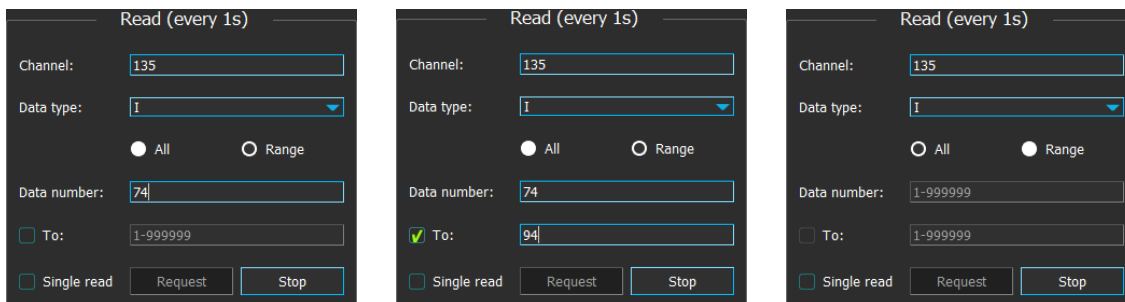 Read (every 1s)
Channel:
135
Data type:
I
All
Range
Data number:
74
To:
1-999999
Single read
Request
Stop
Read (every 1s)
Channel:
135
Data type:
I
All
Range
Data number:
74
To:
94
Single read
Request
Stop
Read (every 1s)
Channel:
135
Data type:
I
All
Range
Data number:
1-999999
To:
1-999999
Single read
Request
Stop